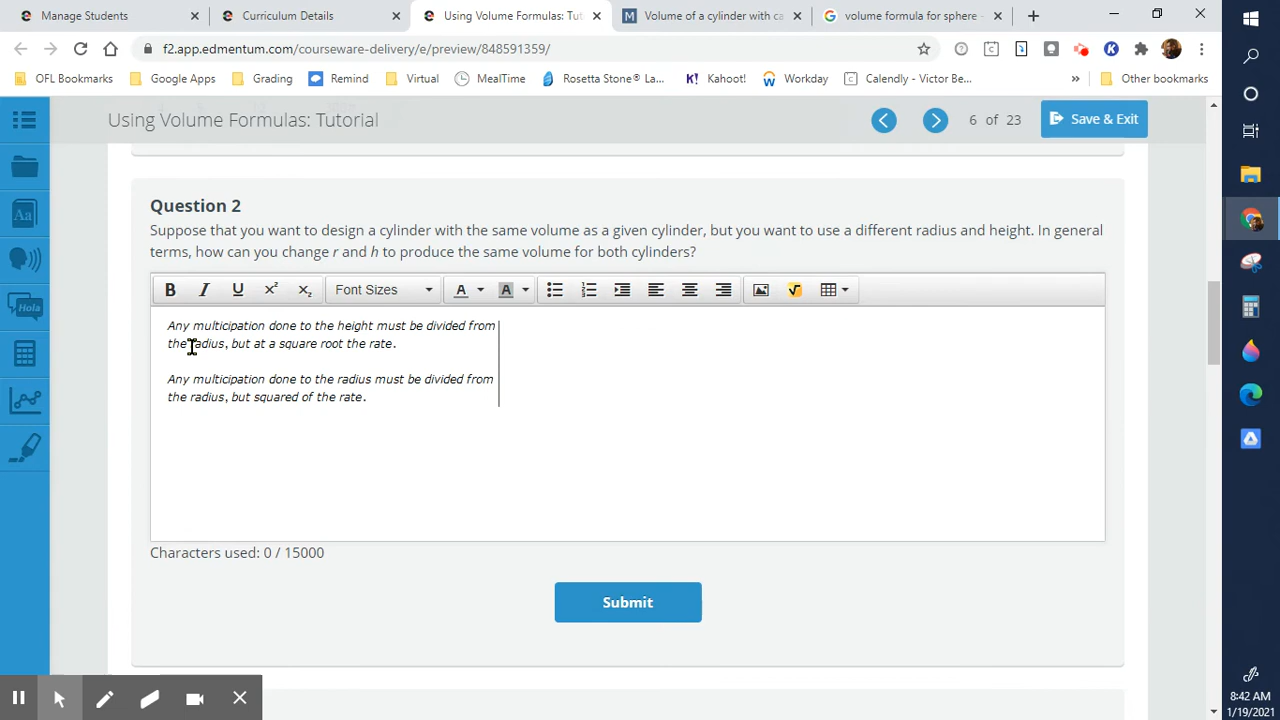 Manage Students
Curriculum Details
Using Volume Formulas: Tut
Volume of a cylinder with ca
volume formula for sphere -
f2.app.edmentum.com/courseware-delivery/e/preview/848591359/
OFL Bookmarks
Google Apps
Grading
Remind
Virtual
MealTime
Rosetta Stone® La...
Kahoot!
Workday
Calendly - Victor Be...
»
Other bookmarks
Using Volume Formulas: Tutorial
6 of 23
Save & Exit
Question 2
Suppose that you want to design a cylinder with the same volume as a given cylinder, but you want to use a different radius and height. In general
terms, how can you change r and h to produce the same volume for both cylinders?
B I U X² X₂ Font Sizes A A
Any multicipation done to the height must be divided from
the radius, but at a square root the rate.
Any multicipation done to the radius must be divided from
the radius, but squared of the rate.
Characters used: 0 / 15000
Submit
Aa
Hola
8:42 AM
1/19/2021